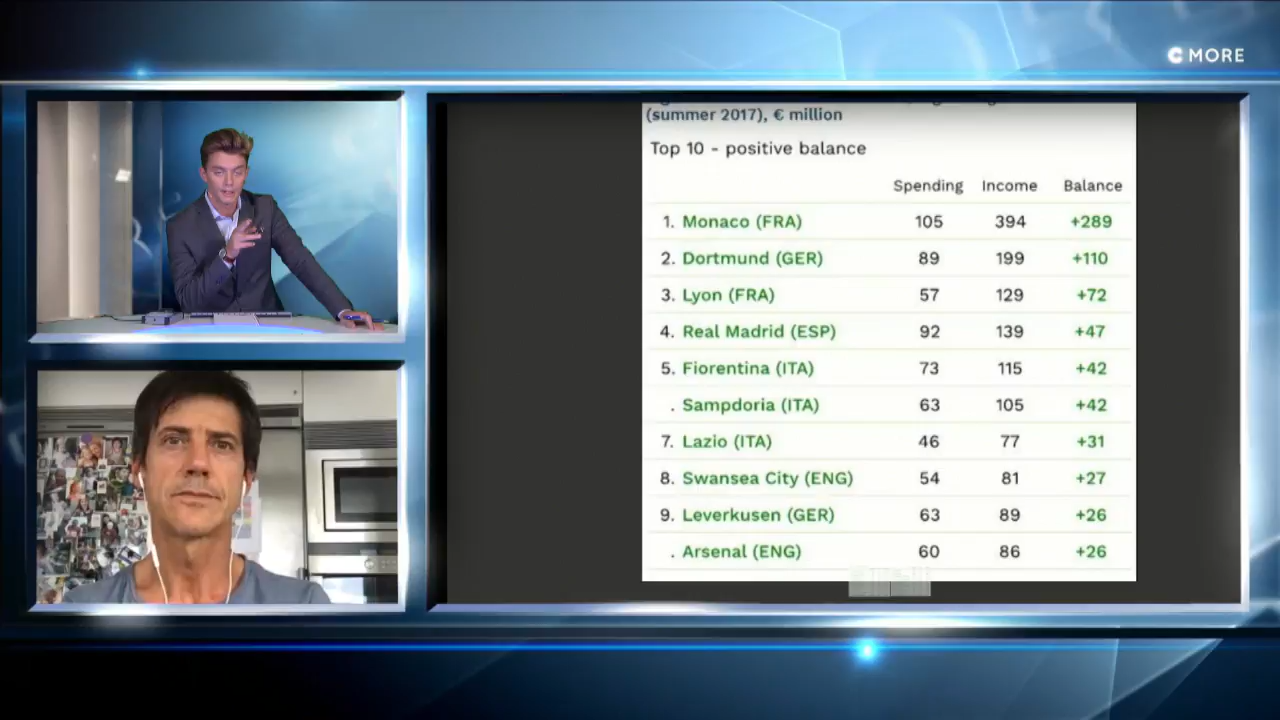 C MORE
(summer 2017), € million
Top 10 - positive balance
Spending Income Balance
1. Monaco (FRA) 105 394 +289
2. Dortmund (GER) 89 199 +110
3. Lyon (FRA) 57 129 +72
4. Real Madrid (ESP) 92 139 +47
5. Fiorentina (ITA) 73 115 +42
. Sampdoria (ITA) 63 105 +42
7. Lazio (ITA) 46 77 +31
8. Swansea City (ENG) 54 81 +27
9. Leverkusen (GER) 63 89 +26
. Arsenal (ENG) 60 86 +26